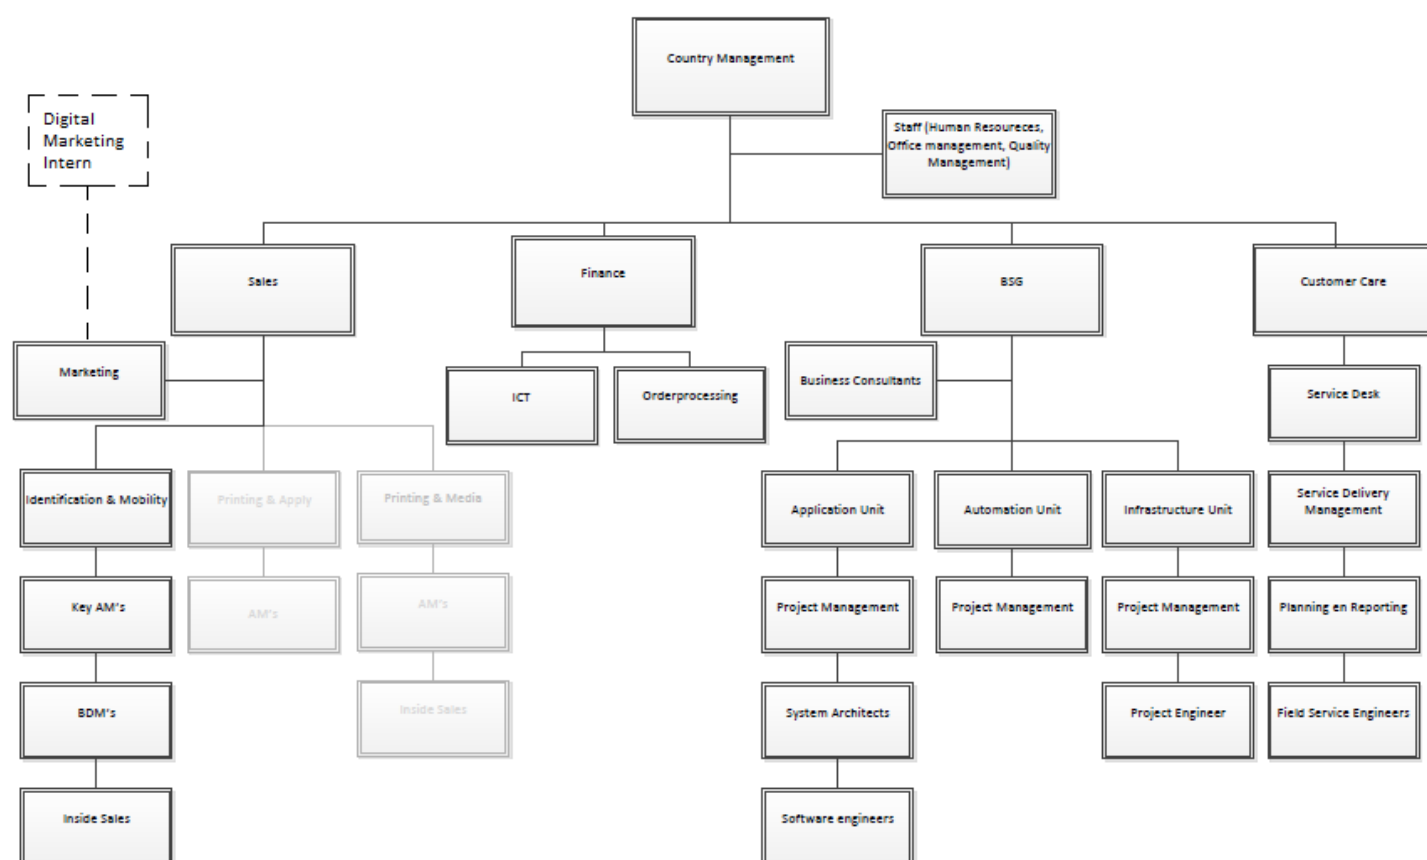 Country Management
Digital
Marketing
Intern
Staff (Human Resoureces,
Office management, Quality
Management)
Sales
Finance
BSG
Customer Care
Marketing
ICT
Orderprocessing
Business Consultants
Service Desk
Identification & Mobility
Printing & Apply
Printing & Media
Application Unit
Automation Unit
Infrastructure Unit
Service Delivery
Management
Key AM's
AM's
AM's
Project Management
Project Management
Project Management
Planning en Reporting
BDM's
Inside Sales
System Architects
Project Engineer
Field Service Engineers
Inside Sales
Software engineers